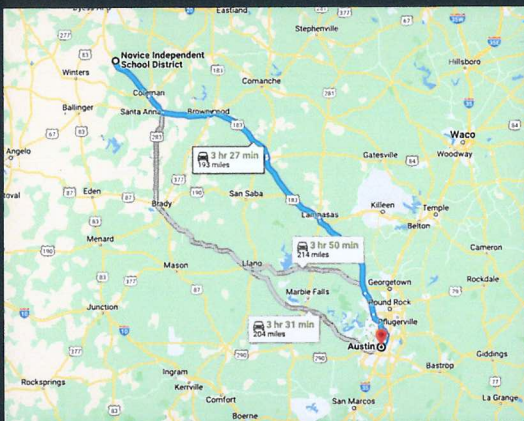 Eastland
Stephenville
Novice Independent
School District
Winters
Hillsboro
Coleman
Comanche
Ballinger
Santa Anna
Brownwood
Waco
Angelo
3 hr 27 min
193 miles
Gatesville
Woodway
Eden
San Saba
Brady
Killeen
Temple
Lampasas
Belton
Menard
3 hr 50 min
214 miles
Cameron
Mason
Llano
Georgetown
Rockdale
Marble Falls
Round Rock
Junction
3 hr 31 min
204 miles
Pflugerville
Austin
Giddings
Bastrop
Rocksprings
Ingram
Kerrville
San Marcos
La Grange
Comfort
Boerne